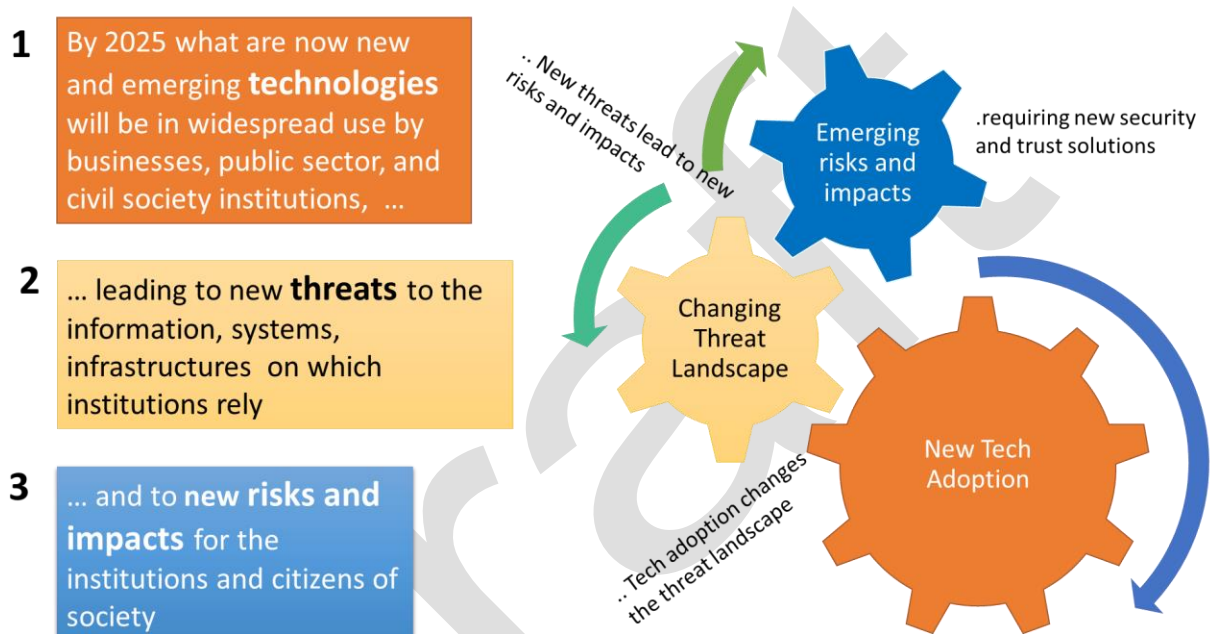 1
By 2025 what are now new
and emerging technologies
will be in widespread use by
businesses, public sector, and
civil society institutions, ...
2
... leading to new threats to the
information, systems,
infrastructures on which
institutions rely
3
... and to new risks and
impacts for the
institutions and citizens of
society
.. New threats lead to new
risks and impacts
Emerging
risks and
impacts
.requiring new security
and trust solutions
Changing
Threat
Landscape
New Tech
Adoption
.. Tech adoption changes
the threat landscape